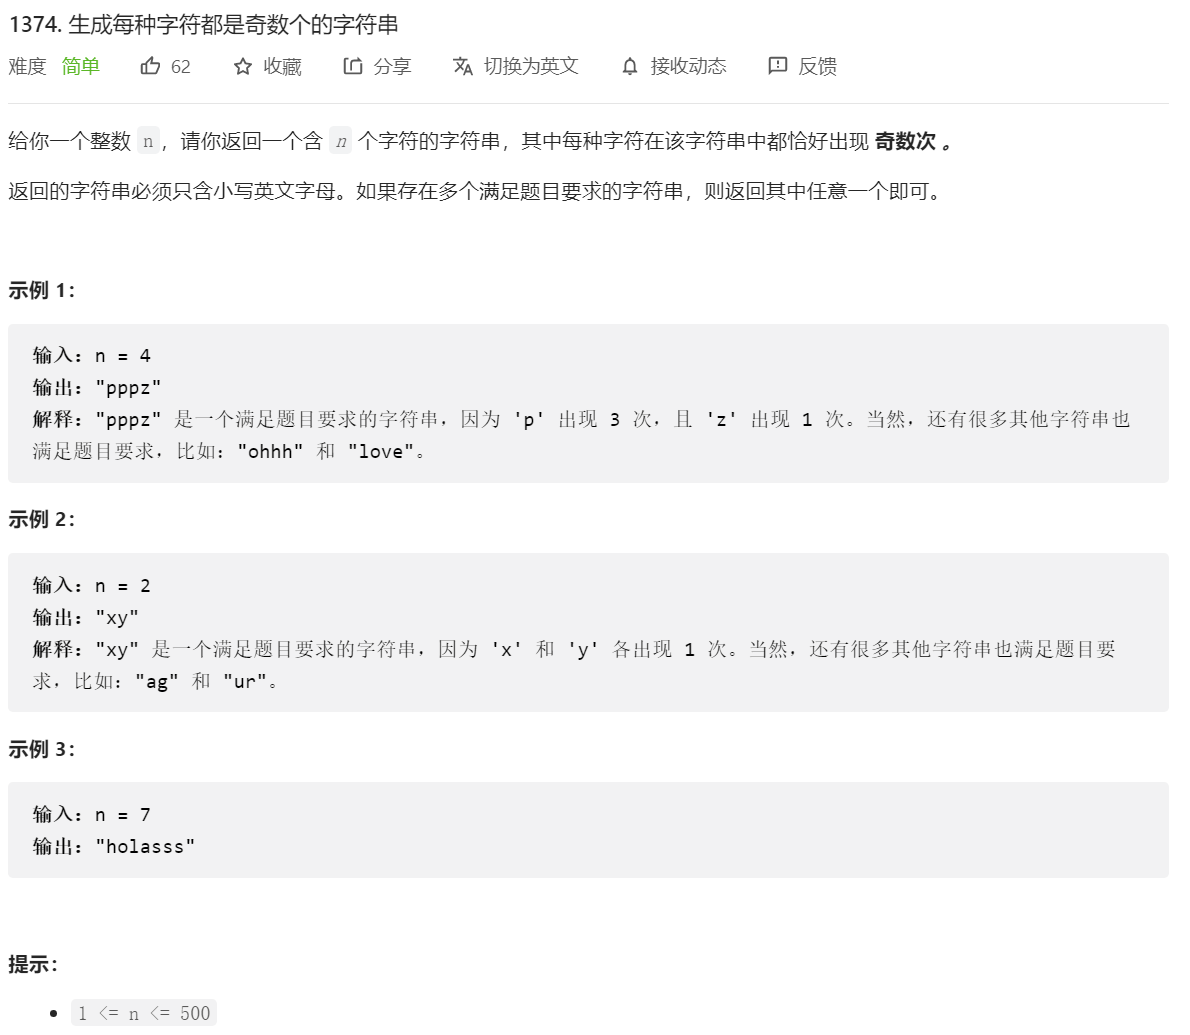 1374. 生成每种字符都是奇数个的字符串
难度 简单 62 收藏 分享 切换为英文 接收动态 反馈
给你一个整数 n，请你返回一个含 n 个字符的字符串，其中每种字符在该字符串中都恰好出现 奇数次 。
返回的字符串必须只含小写英文字母。如果存在多个满足题目要求的字符串，则返回其中任意一个即可。
示例 1：
输入：n = 4
输出："pppz"
解释："pppz" 是一个满足题目要求的字符串，因为 'p' 出现 3 次，且 'z' 出现 1 次。当然，还有很多其他字符串也
满足题目要求，比如："ohhh" 和 "love"。
示例 2：
输入：n = 2
输出："xy"
解释："xy" 是一个满足题目要求的字符串，因为 'x' 和 'y' 各出现 1 次。当然，还有很多其他字符串也满足题目要
求，比如："ag" 和 "ur"。
示例 3：
输入：n = 7
输出："holasss"
提示：
1 <= n <= 500